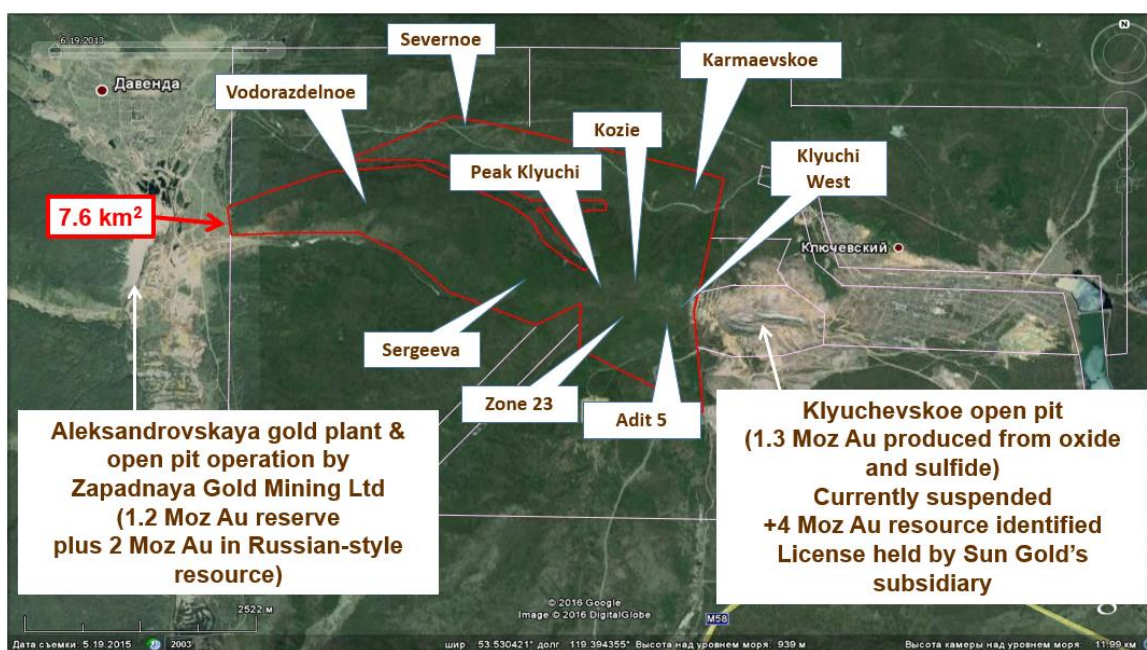 6.19.2013
Severnoe
Давенда
Karmaevskoe
Vodorazdelnoe
Kozie
Peak Klyuchi
Klyuchi
West
7.6 km²
Ключевский
Sergeeva
Zone 23
Adit 5
Aleksandrovskaya gold plant &
open pit operation by
Zapadnaya Gold Mining Ltd
(1.2 Moz Au reserve
plus 2 Moz Au in Russian-style
resource)
Klyuchevskoe open pit
(1.3 Moz Au produced from oxide
and sulfide)
Currently suspended
+4 Moz Au resource identified
License held by Sun Gold's
subsidiary
2522 м
© 2016 Google
Image © 2016 DigitalGlobe
M58
Дата съемки: 5.19.2015
2003
шир 53.530421° долг 119.394355° Высота над уровнем моря 939 м
Высота камеры над уровнем моря: 11.99 км